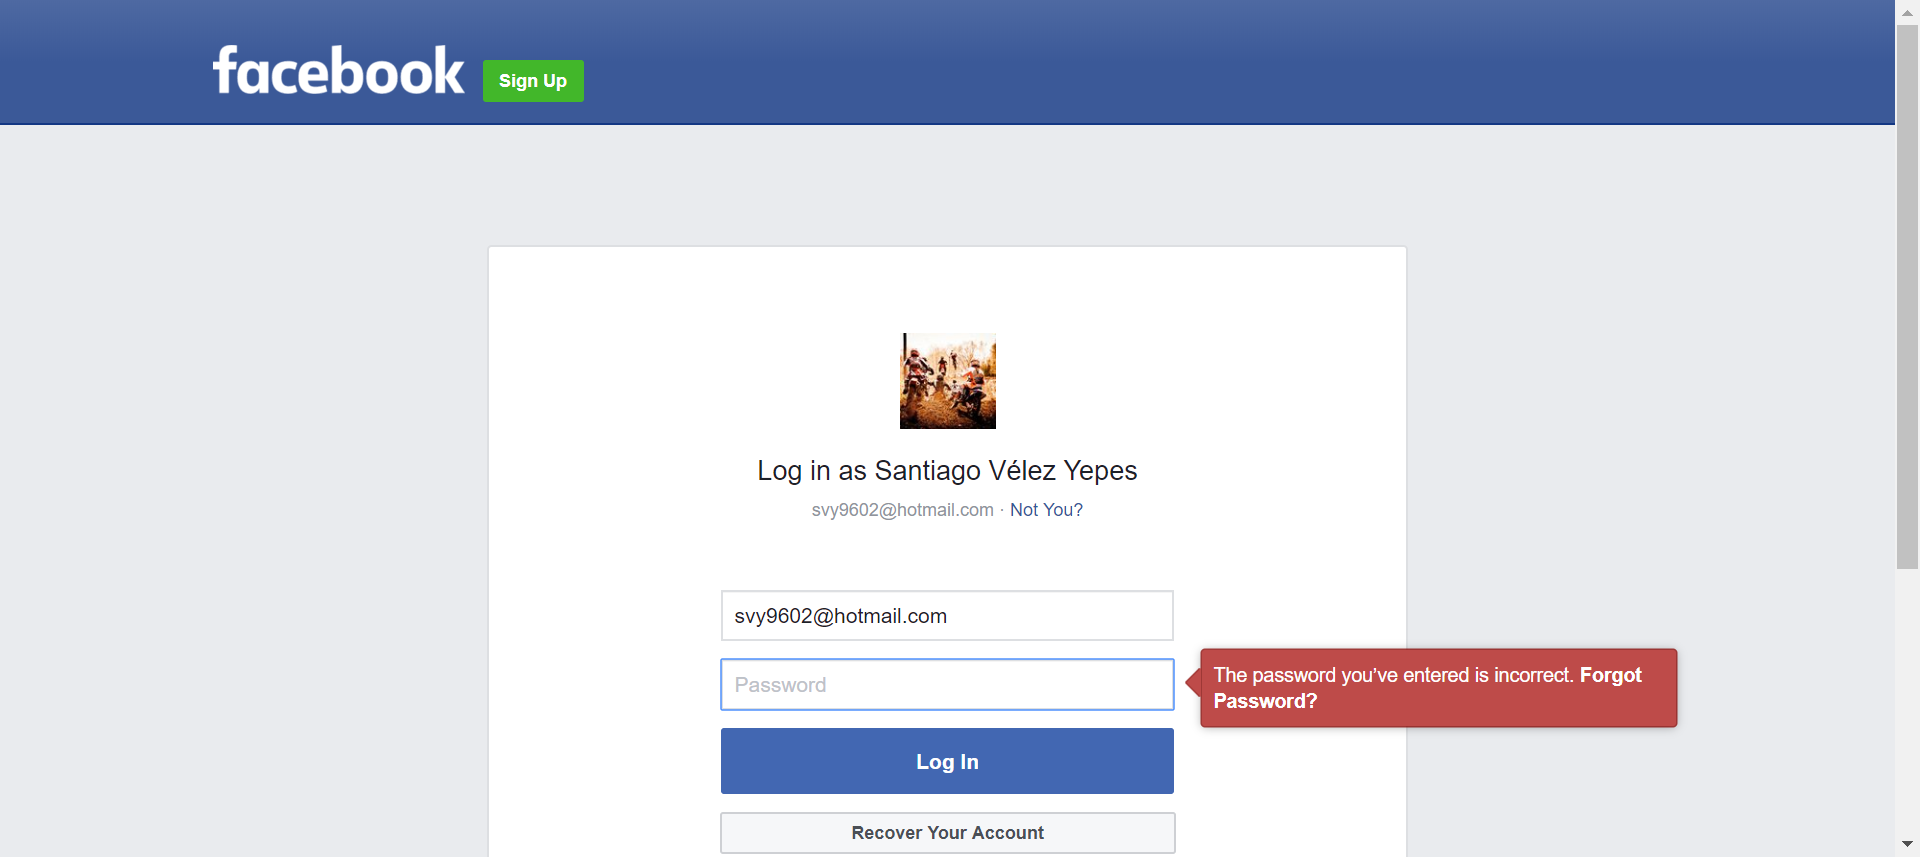 facebook
Sign Up
Log in as Santiago Vélez Yepes
svy9602@hotmail.com · Not You?
svy9602@hotmail.com
Password
The password you've entered is incorrect. Forgot
Password?
Log In
Recover Your Account